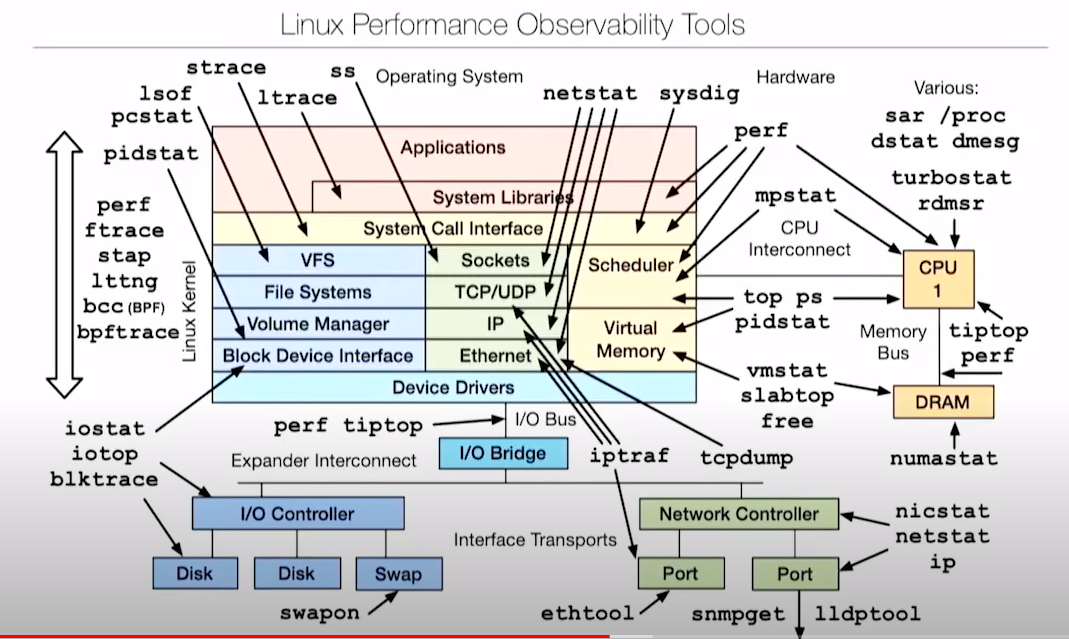 Linux Performance Observability Tools
strace
ss
Operating System
Hardware
Various:
lsof
ltrace
netstat
sysdig
sar /proc
pcstat
dstat dmesg
perf
pidstat
Applications
turbostat
rdmsr
System Libraries
mpstat
perf
ftrace
stap
lttng
bcc (BPF)
bpftrace
Linux Kernel
System Call Interface
CPU
Interconnect
VFS
Sockets
Scheduler
CPU
1
File Systems
TCP/UDP
top ps
pidstat
Volume Manager
IP
Virtual
Memory
Memory
Bus
tiptop
perf
Block Device Interface
Ethernet
vmstat
slabtop
free
Device Drivers
DRAM
iostat
iotop
blktrace
perf tiptop
I/O Bus
Expander Interconnect
I/O Bridge
iptraf
tcpdump
numastat
I/O Controller
Network Controller
nicstat
netstat
ip
Interface Transports
Disk
Disk
Swap
Port
Port
swapon
ethtool
snmpget
lldptool